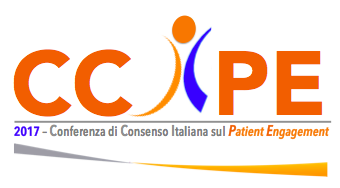 CCIPE
2017 – Conferenza di Consenso Italiana sul Patient Engagement